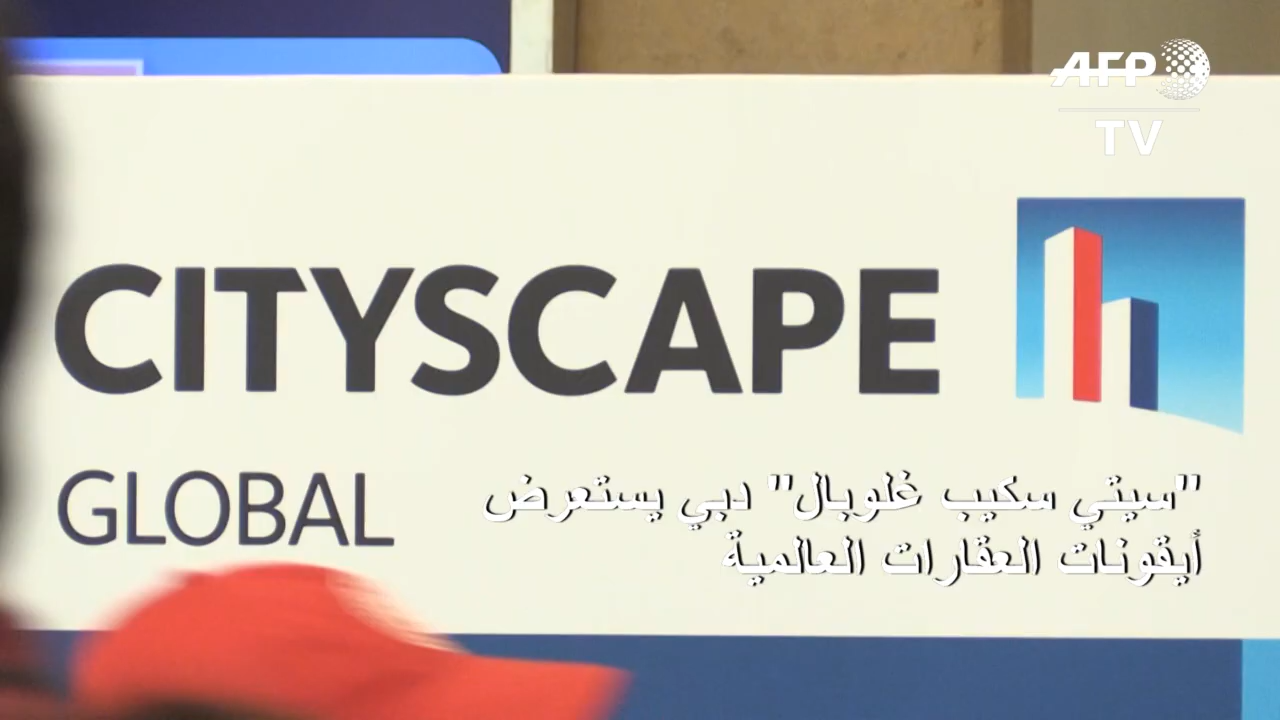 AFP
TV
CITYSCAPE
GLOBAL
"سيتي سكيب غلوبال" دبي يستعرض
أيقونات العقارات العالمية